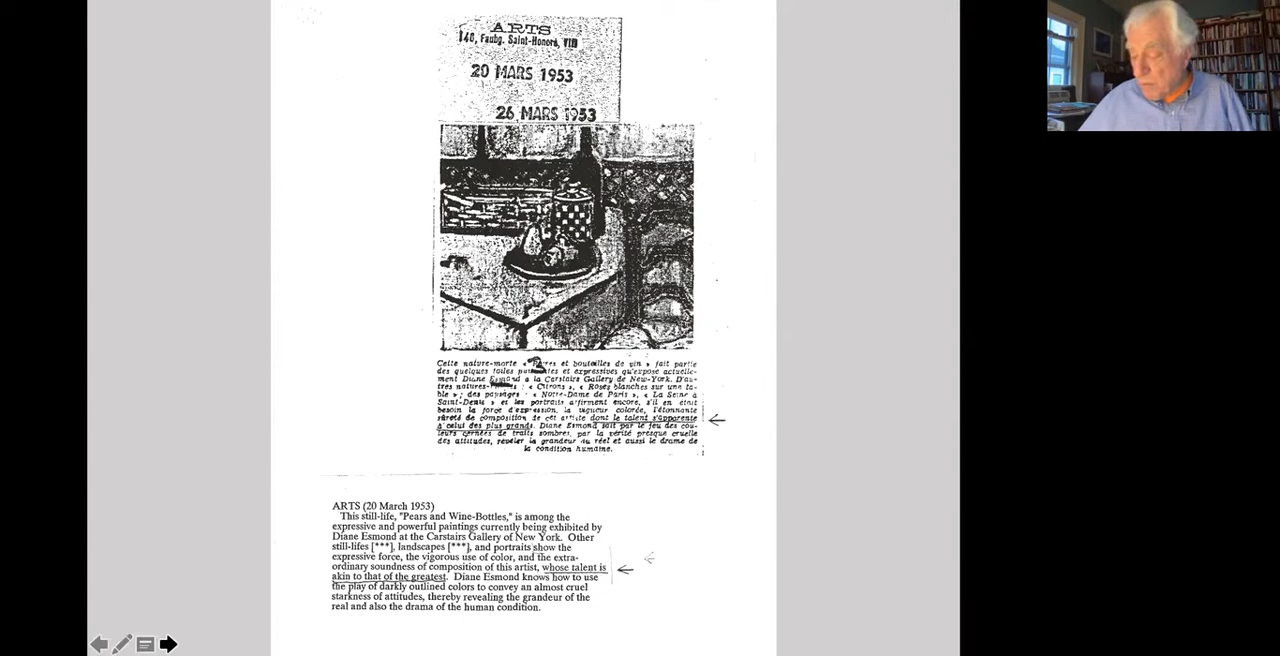 ARTS
140, Faubg. Saint-Honoré, VIII
20 MARS 1953
26 MARS 1953
Cette nature-morte « et bouteilles de vin » fait partie
des quelques toiles et expressives qu'expose actuelle-
ment Diane Esmond a la Carstairs Gallery de New-York. D'au-
tres : « Citrons », « Roses blanches sur une ta-
ble » ; des paysages : « Notre-Dame de Paris », « La Seine à
Saint-Denis » et les portraits affirment encore, s'il en était
besoin la force d'expression, la vigueur colorée, l'étonnante
sûreté de composition de cet artiste dont le talent s'apparente
à celui des plus grands. Diane Esmond sait par le jeu des cou-
leurs cernées de traits sombres, par la vérité presque cruelle
des attitudes, révéler la grandeur du réel et aussi le drame de
la condition humaine.
ARTS (20 March 1953)
This still-life, "Pears and Wine-Bottles," is among the
expressive and powerful paintings currently being exhibited by
Diane Esmond at the Carstairs Gallery of New York. Other
still-lifes [***], landscapes [***], and portraits show the
expressive force, the vigorous use of color, and the extra-
ordinary soundness of composition of this artist, whose talent is
akin to that of the greatest. Diane Esmond knows how to use
the play of darkly outlined colors to convey an almost cruel
starkness of attitudes, thereby revealing the grandeur of the
real and also the drama of the human condition.